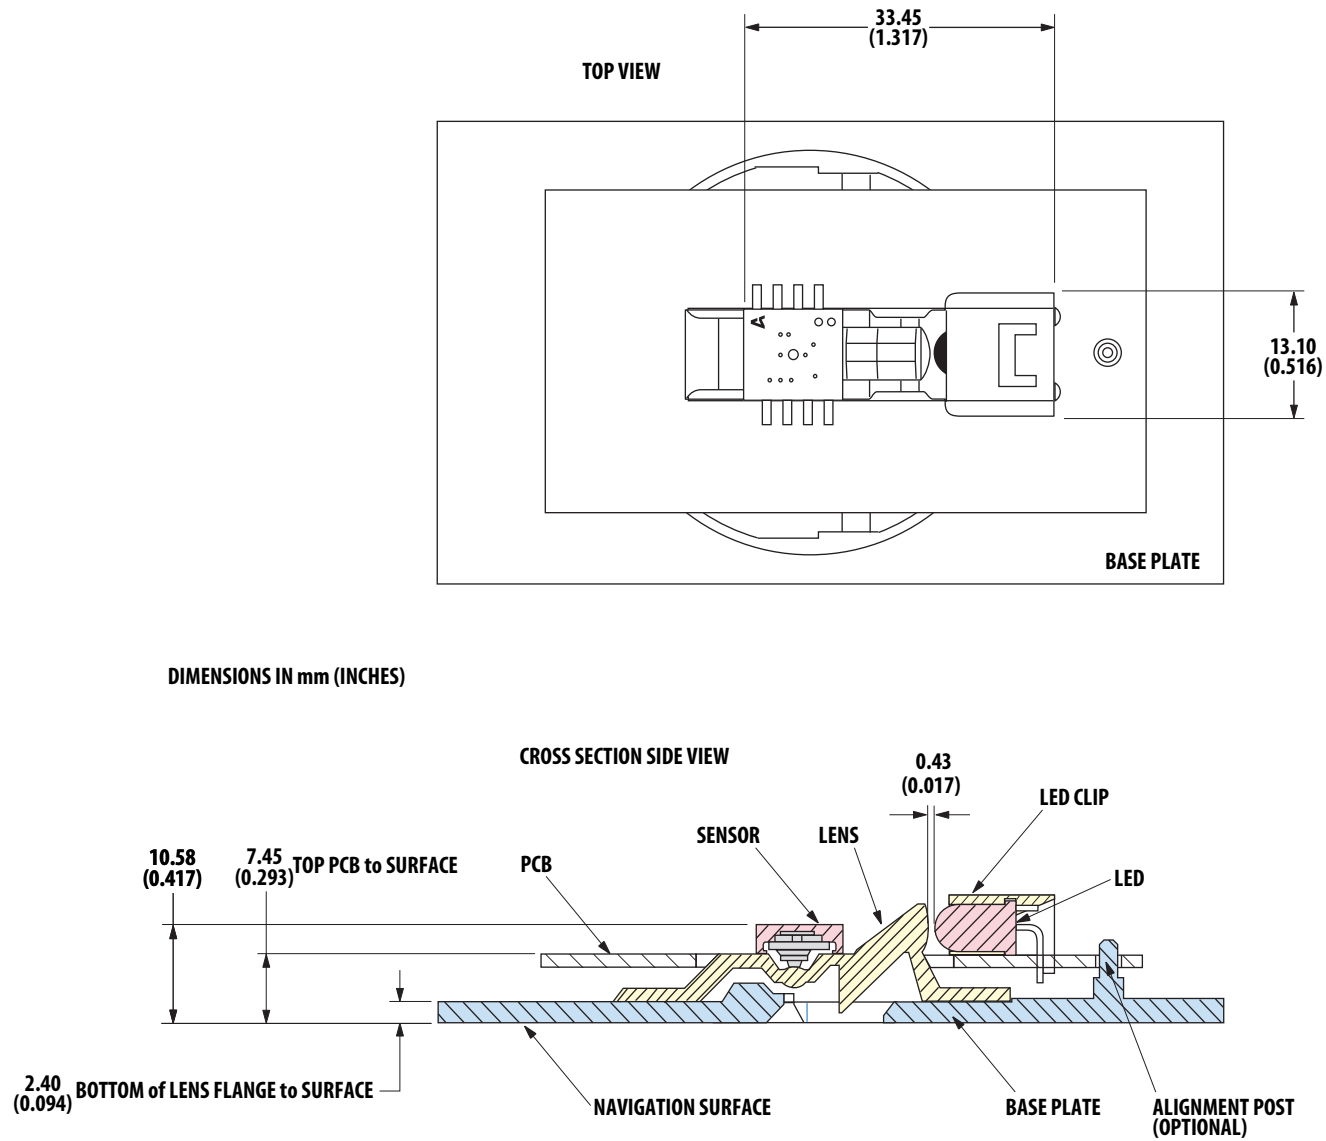 33.45
(1.317)
TOP VIEW
A
13.10
(0.516)
BASE PLATE
DIMENSIONS IN mm (INCHES)
CROSS SECTION SIDE VIEW
0.43
(0.017)
LED CLIP
SENSOR
LENS
10.58
(0.417)
7.45
(0.293)
TOP PCB to SURFACE
PCB
LED
2.40
(0.094)
BOTTOM of LENS FLANGE to SURFACE
NAVIGATION SURFACE
BASE PLATE
ALIGNMENT POST
(OPTIONAL)